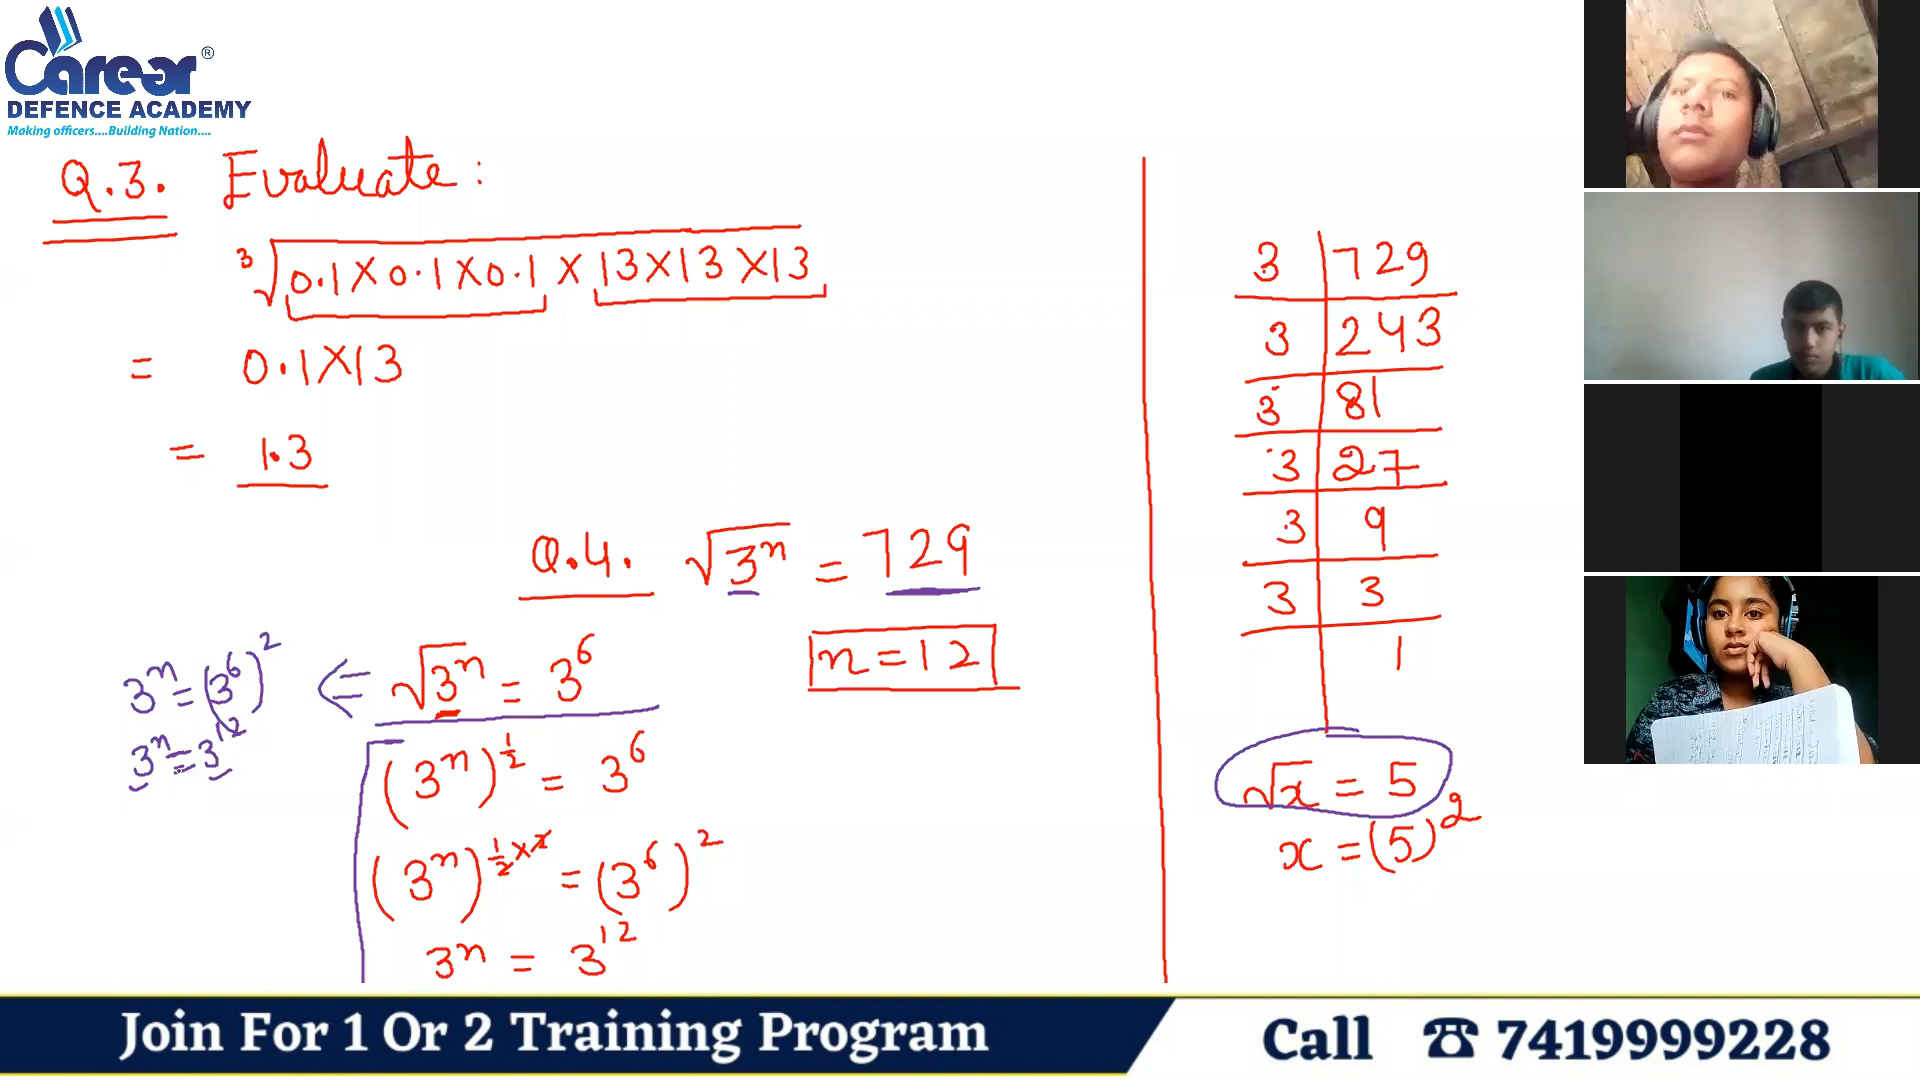 Carear®
DEFENCE ACADEMY
Making officers....Building Nation....
Q.3. Evaluate:
³√(0.1×0.1×0.1 × 13×13×13)
= 0.1×13
= 1.3
Q.4. √3ⁿ = 729
√3ⁿ = 3⁶
n=12
⇐
3ⁿ = (3⁶)²
3ⁿ = 3¹²
(3ⁿ)^½ = 3⁶
(3ⁿ)^½×2 = (3⁶)²
3ⁿ = 3¹²
3 | 729
3 | 243
3 | 81
3 | 27
3 | 9
3 | 3
| 1
√x = 5
x = (5)²
Join For 1 Or 2 Training Program
Call ☎ 7419999228